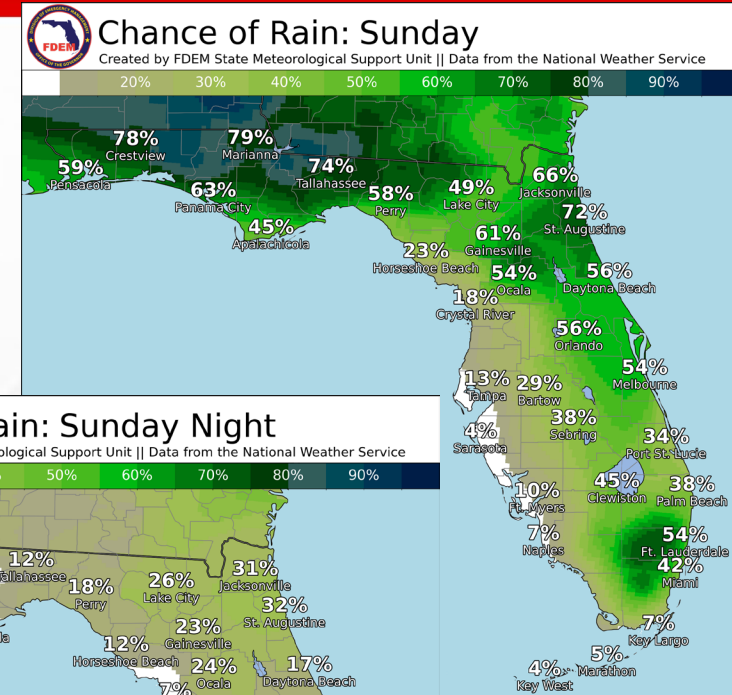 FDEM
Chance of Rain: Sunday
Created by FDEM State Meteorological Support Unit || Data from the National Weather Service
20% 30% 40% 50% 60% 70% 80% 90%
78%
Crestview
79%
Marianna
59%
Pensacola
74%
Tallahassee
63%
Panama City
58%
Perry
49%
Lake City
66%
Jacksonville
45%
Apalachicola
72%
St. Augustine
61%
Gainesville
23%
Horseshoe Beach
54%
Ocala
56%
Daytona Beach
18%
Crystal River
56%
Orlando
54%
Melbourne
13%
Tampa
29%
Bartow
38%
Sebring
4%
Sarasota
34%
Port St. Lucie
45%
Clewiston
38%
Palm Beach
10%
Ft. Myers
7%
Naples
54%
Ft. Lauderdale
42%
Miami
7%
Key Largo
5%
Marathon
4%
Key West
ain: Sunday Night
ological Support Unit || Data from the National Weather Service
% 50% 60% 70% 80% 90%
12%
allahassee
18%
Perry
26%
Lake City
31%
Jacksonville
32%
St. Augustine
23%
Gainesville
la
12%
Horseshoe Beach
24%
Ocala
17%
Daytona Beach
7%